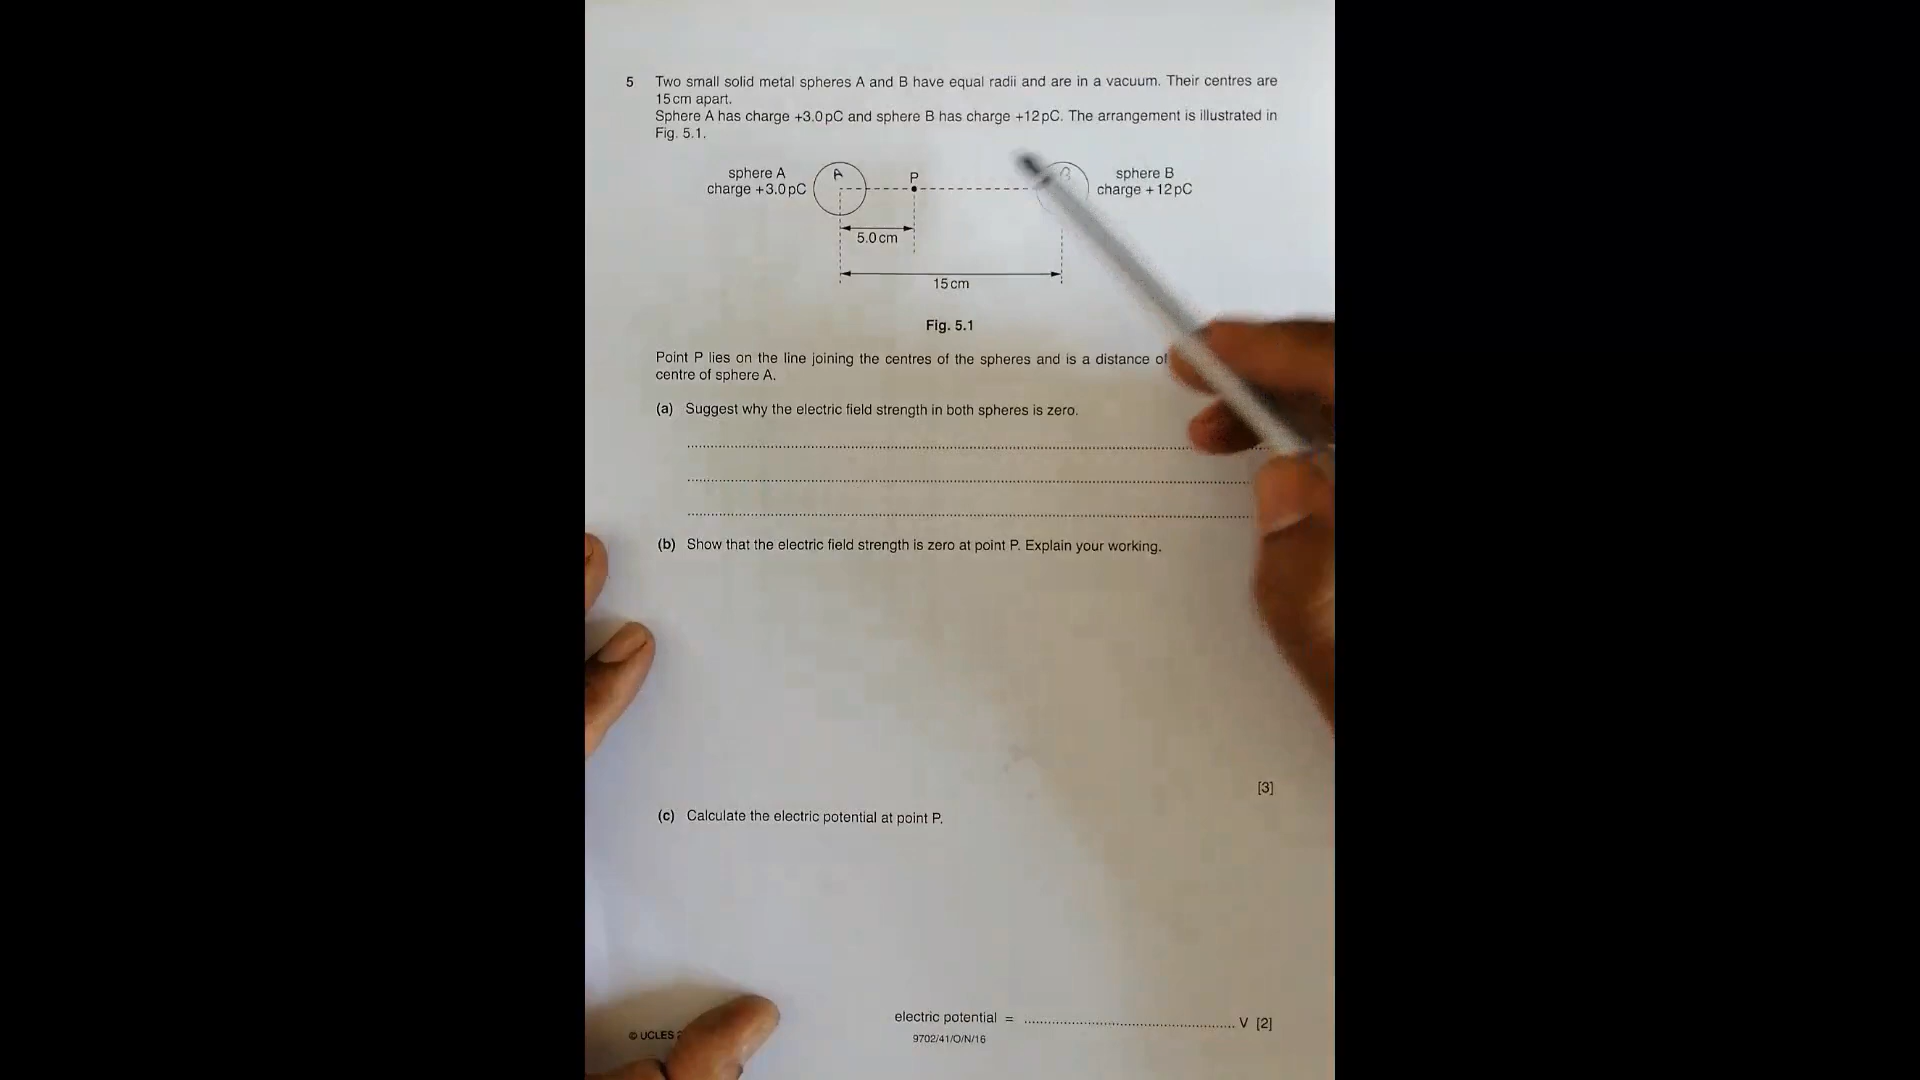 5 Two small solid metal spheres A and B have equal radii and are in a vacuum. Their centres are
15 cm apart.
Sphere A has charge +3.0 pC and sphere B has charge +12 pC. The arrangement is illustrated in
Fig. 5.1.
sphere A
charge +3.0 pC
A
P
B
sphere B
charge +12 pC
5.0 cm
15 cm
Fig. 5.1
Point P lies on the line joining the centres of the spheres and is a distance of
centre of sphere A.
(a) Suggest why the electric field strength in both spheres is zero.
(b) Show that the electric field strength is zero at point P. Explain your working.
[3]
(c) Calculate the electric potential at point P.
electric potential = .......... V [2]
© UCLES
9702/41/O/N/16